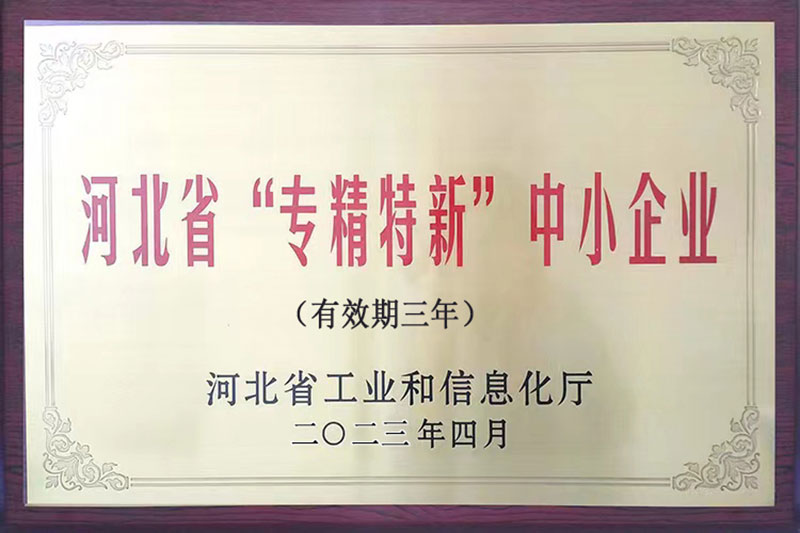 河北省“专精特新”中小企业
（有效期三年）
河北省工业和信息化厅
二〇二三年四月